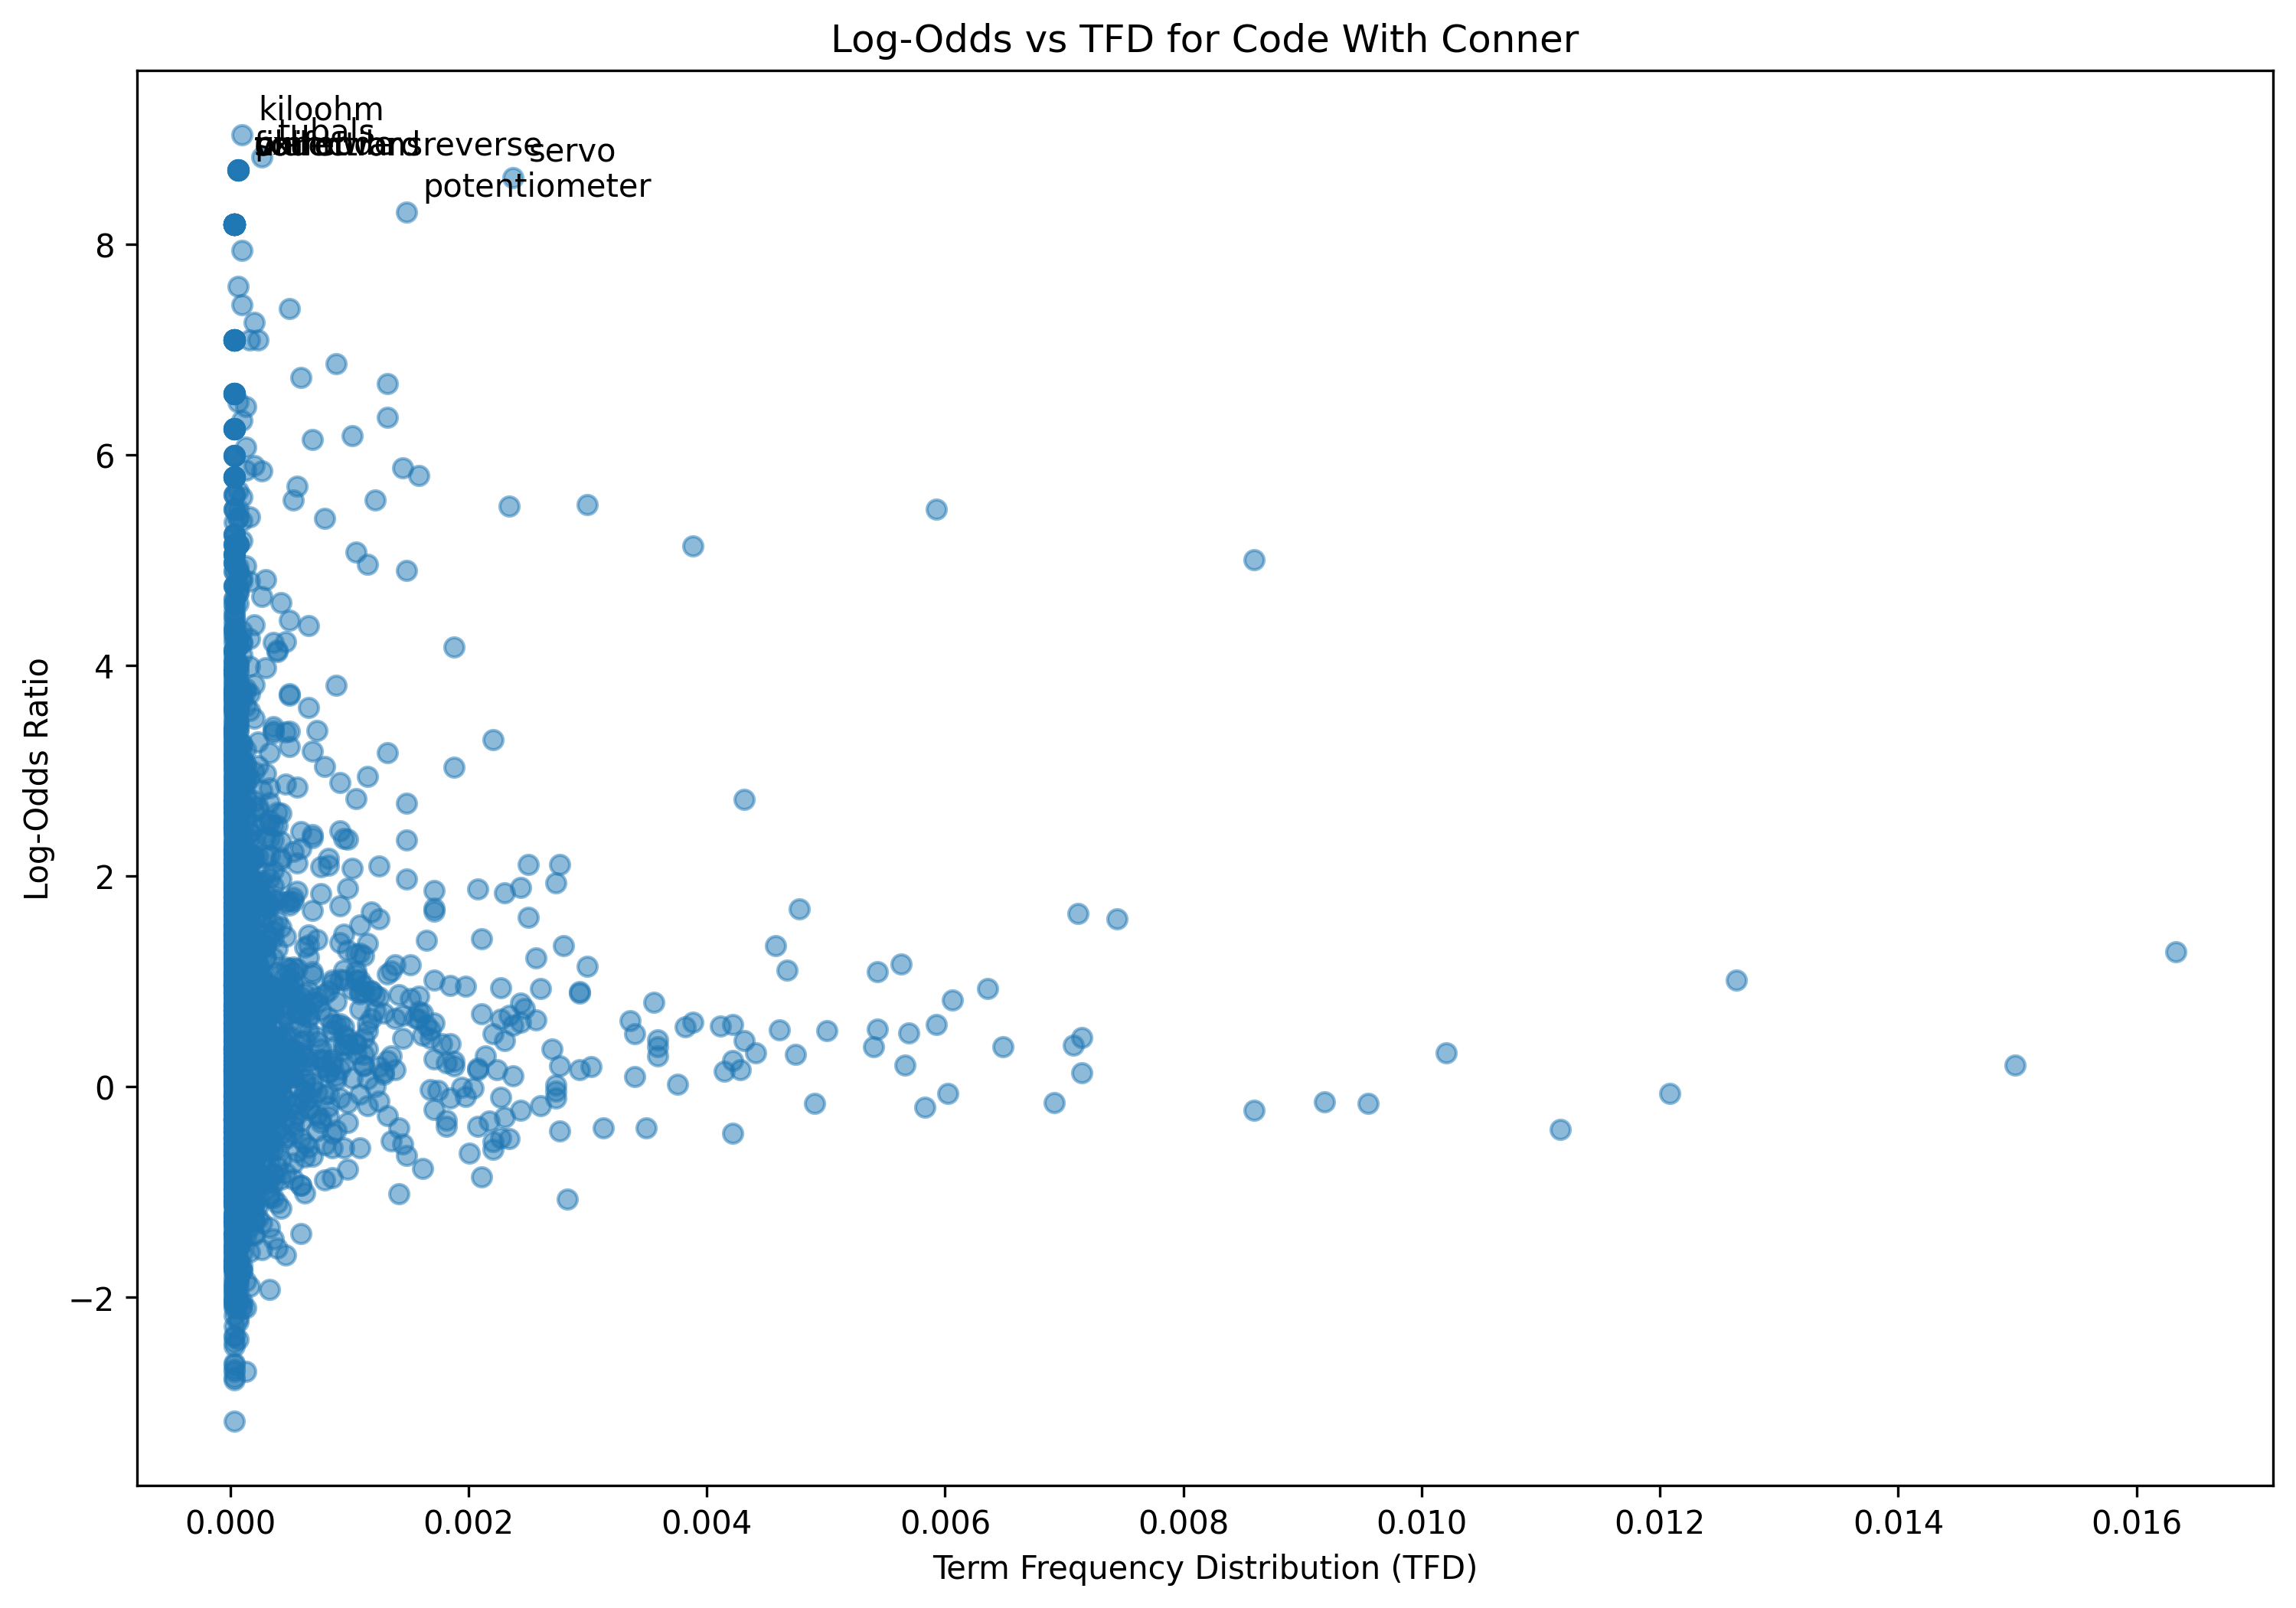 Log-Odds vs TFD for Code With Conner
kiloohm
tubals
servo
potentiometer
8
6
4
2
0
−2
Log-Odds Ratio
0.000 0.002 0.004 0.006 0.008 0.010 0.012 0.014 0.016
Term Frequency Distribution (TFD)